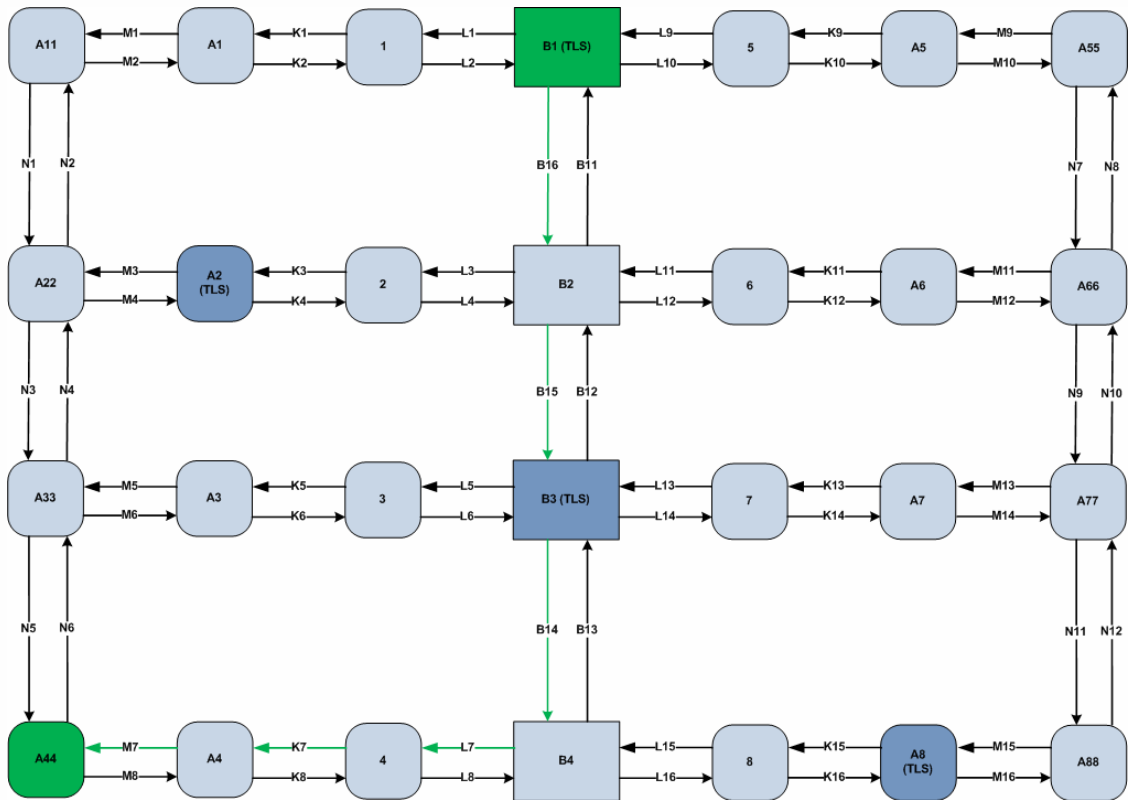 M1 K1 L1 L9 K9 M9
A11 A1 1 B1 (TLS) 5 A5 A55
M2 K2 L2 L10 K10 M10
N1 N2 B16 B11 N7 N8
M3 K3 L3 L11 K11 M11
A22 A2 2 B2 6 A6 A66
(TLS)
M4 K4 L4 L12 K12 M12
N3 N4 B15 B12 N9 N10
M5 K5 L5 L13 K13 M13
A33 A3 3 B3 (TLS) 7 A7 A77
M6 K6 L6 L14 K14 M14
N5 N6 B14 B13 N11 N12
M7 K7 L7 L15 K15 M15
A44 A4 4 B4 8 A8 A88
(TLS)
M8 K8 L8 L16 K16 M16